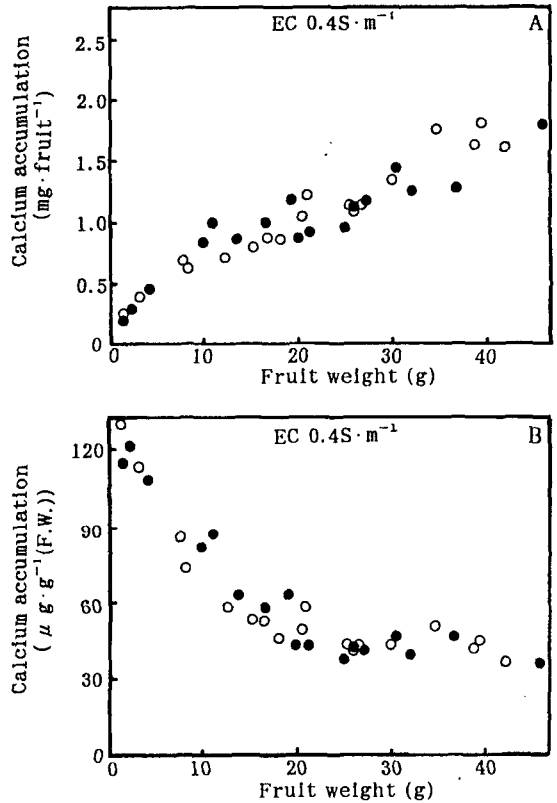 EC 0.4S·m⁻¹
A
2.5
2.0
1.5
1.0
0.5
0
Calcium accumulation
(mg·fruit⁻¹)
0
10
20
30
40
Fruit weight (g)
EC 0.4S·m⁻¹
B
120
90
60
30
0
Calcium accumulation
( μ g·g⁻¹(F.W.))
0
10
20
30
40
Fruit weight (g)